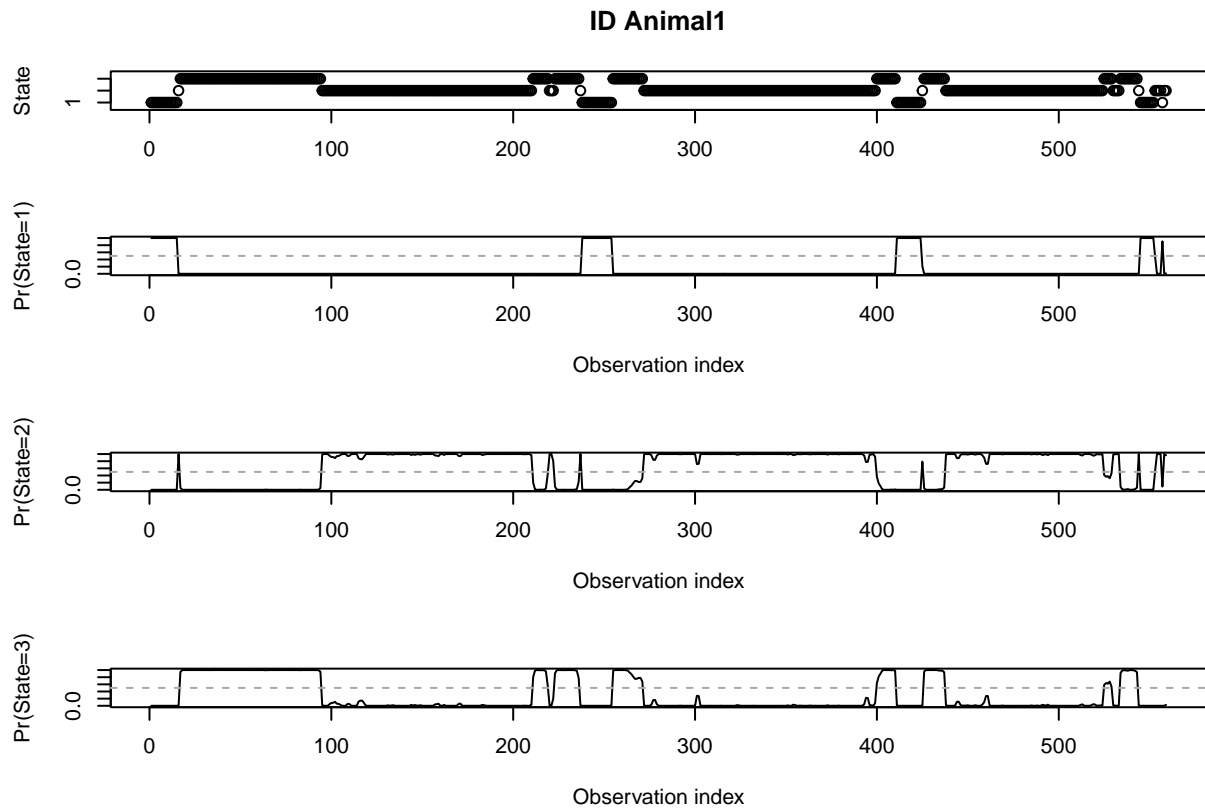 ID Animal1
State
1
0 100 200 300 400 500
Pr(State=1)
0.0
0 100 200 300 400 500
Observation index
Pr(State=2)
0.0
0 100 200 300 400 500
Observation index
Pr(State=3)
0.0
0 100 200 300 400 500
Observation index